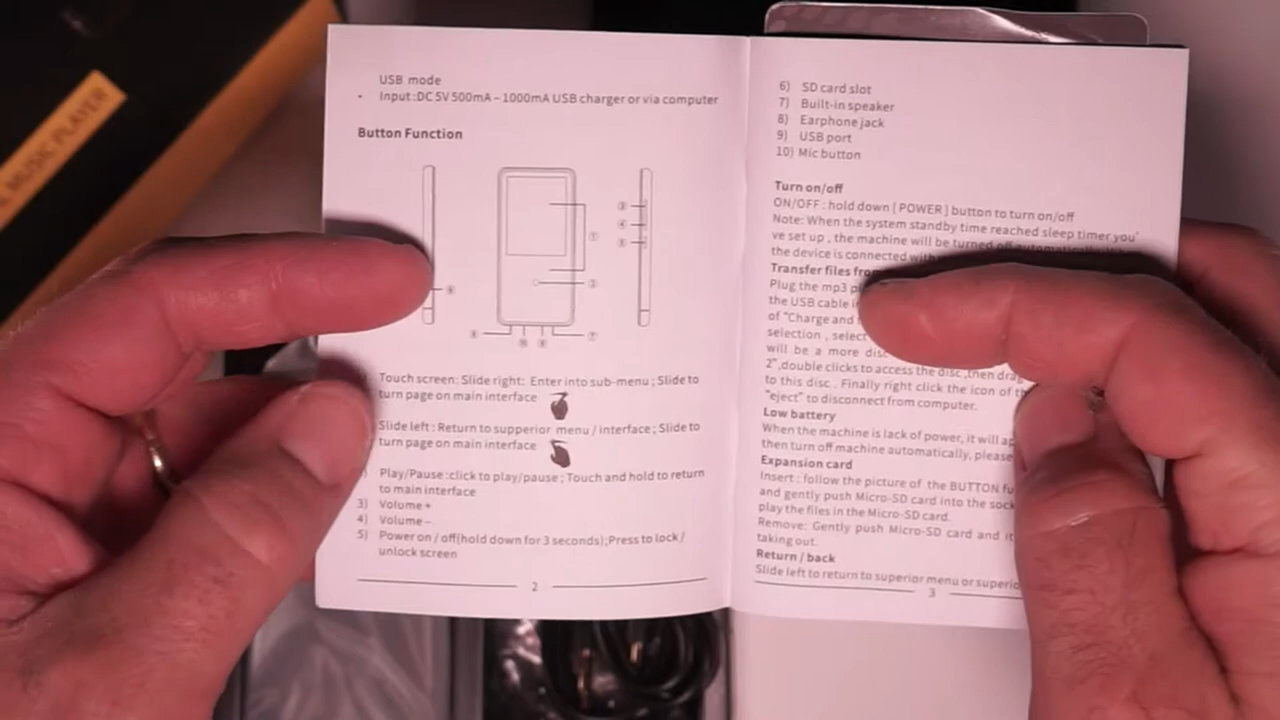 MUSIC PLAYER
USB mode
• Input :DC 5V 500mA – 1000mA USB charger or via computer
Button Function
Touch screen: Slide right: Enter into sub-menu ; Slide to
turn page on main interface
Slide left : Return to supperior menu / interface ; Slide to
turn page on main interface
Play/Pause :click to play/pause ; Touch and hold to return
to main interface
3) Volume +
4) Volume –
5) Power on / off(hold down for 3 seconds);Press to lock /
unlock screen
2
6) SD card slot
7) Built-in speaker
8) Earphone jack
9) USB port
10) Mic button
Turn on/off
ON/OFF : hold down [ POWER ] button to turn on/off
Note: When the system standby time reached sleep timer you'
ve set up , the machine will be turned off automatically
the device is connected
Transfer files
Plug the mp3
the USB cable
of "Charge and
selection , select
will be a more
2",double clicks to access the disc ,then drag
to this disc . Finally right click the icon of
"eject" to disconnect from computer.
Low battery
When the machine is lack of power, it will
then turn off machine automatically, please
Expansion card
Insert : follow the picture of the BUTTON
and gently push Micro-SD card into the
play the files in the Micro-SD card.
Remove: Gently push Micro-SD card and
taking out.
Return / back
Slide left to return to superior menu or
3